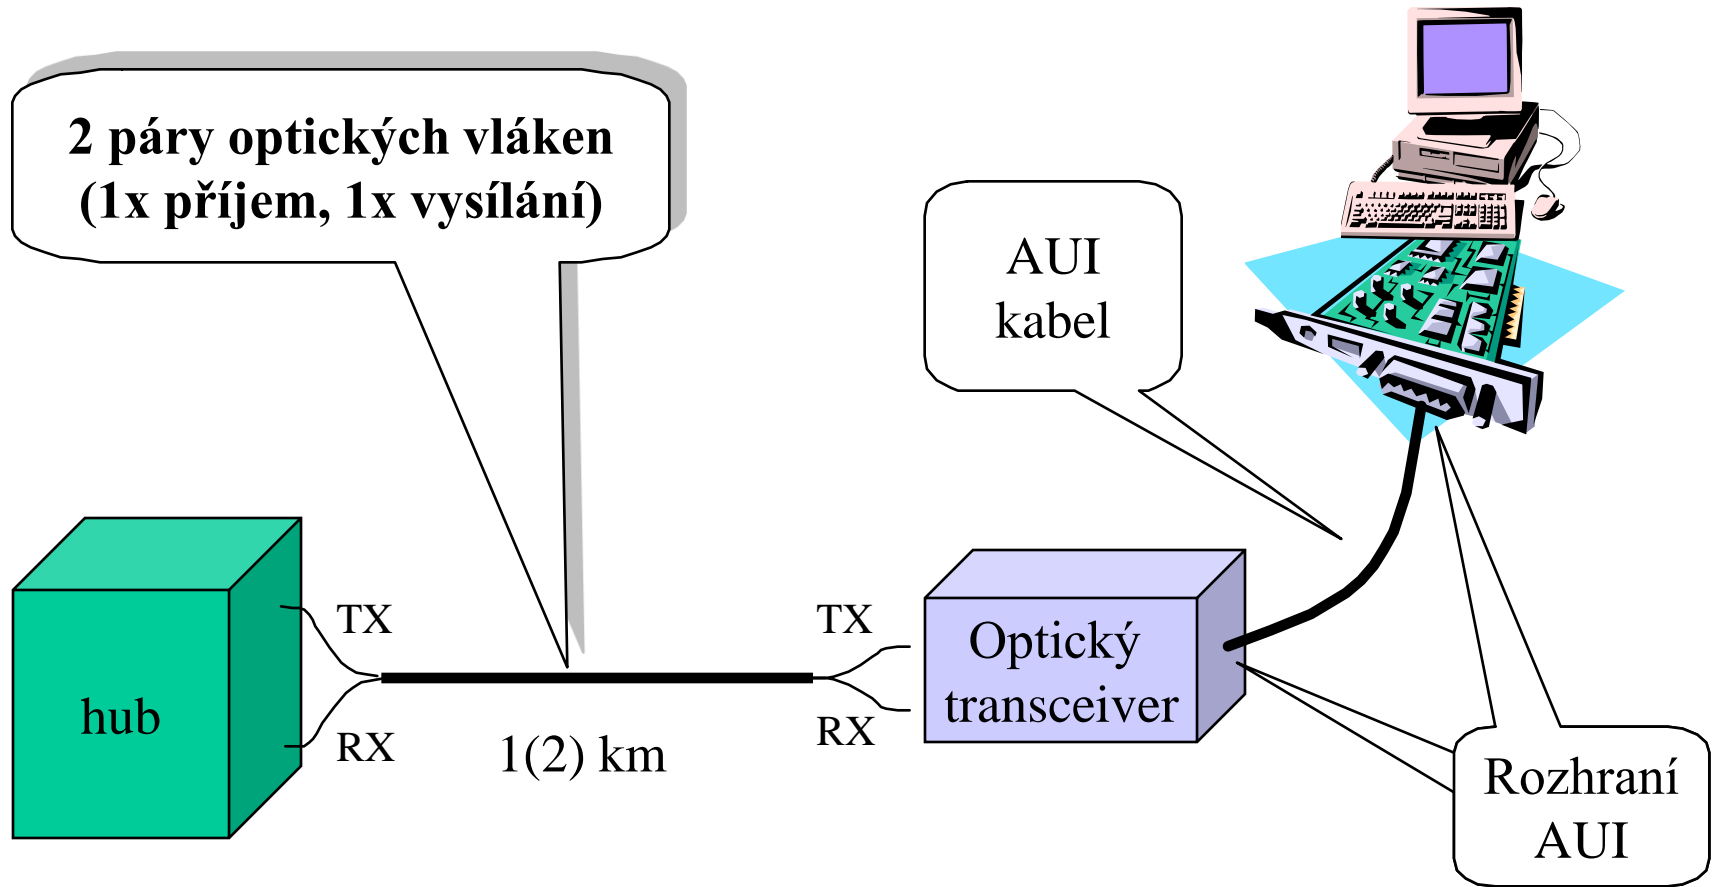 2 páry optických vláken
(1x příjem, 1x vysílání)
AUI
kabel
TX
TX
Optický
transceiver
hub
RX
RX
1(2) km
Rozhraní
AUI